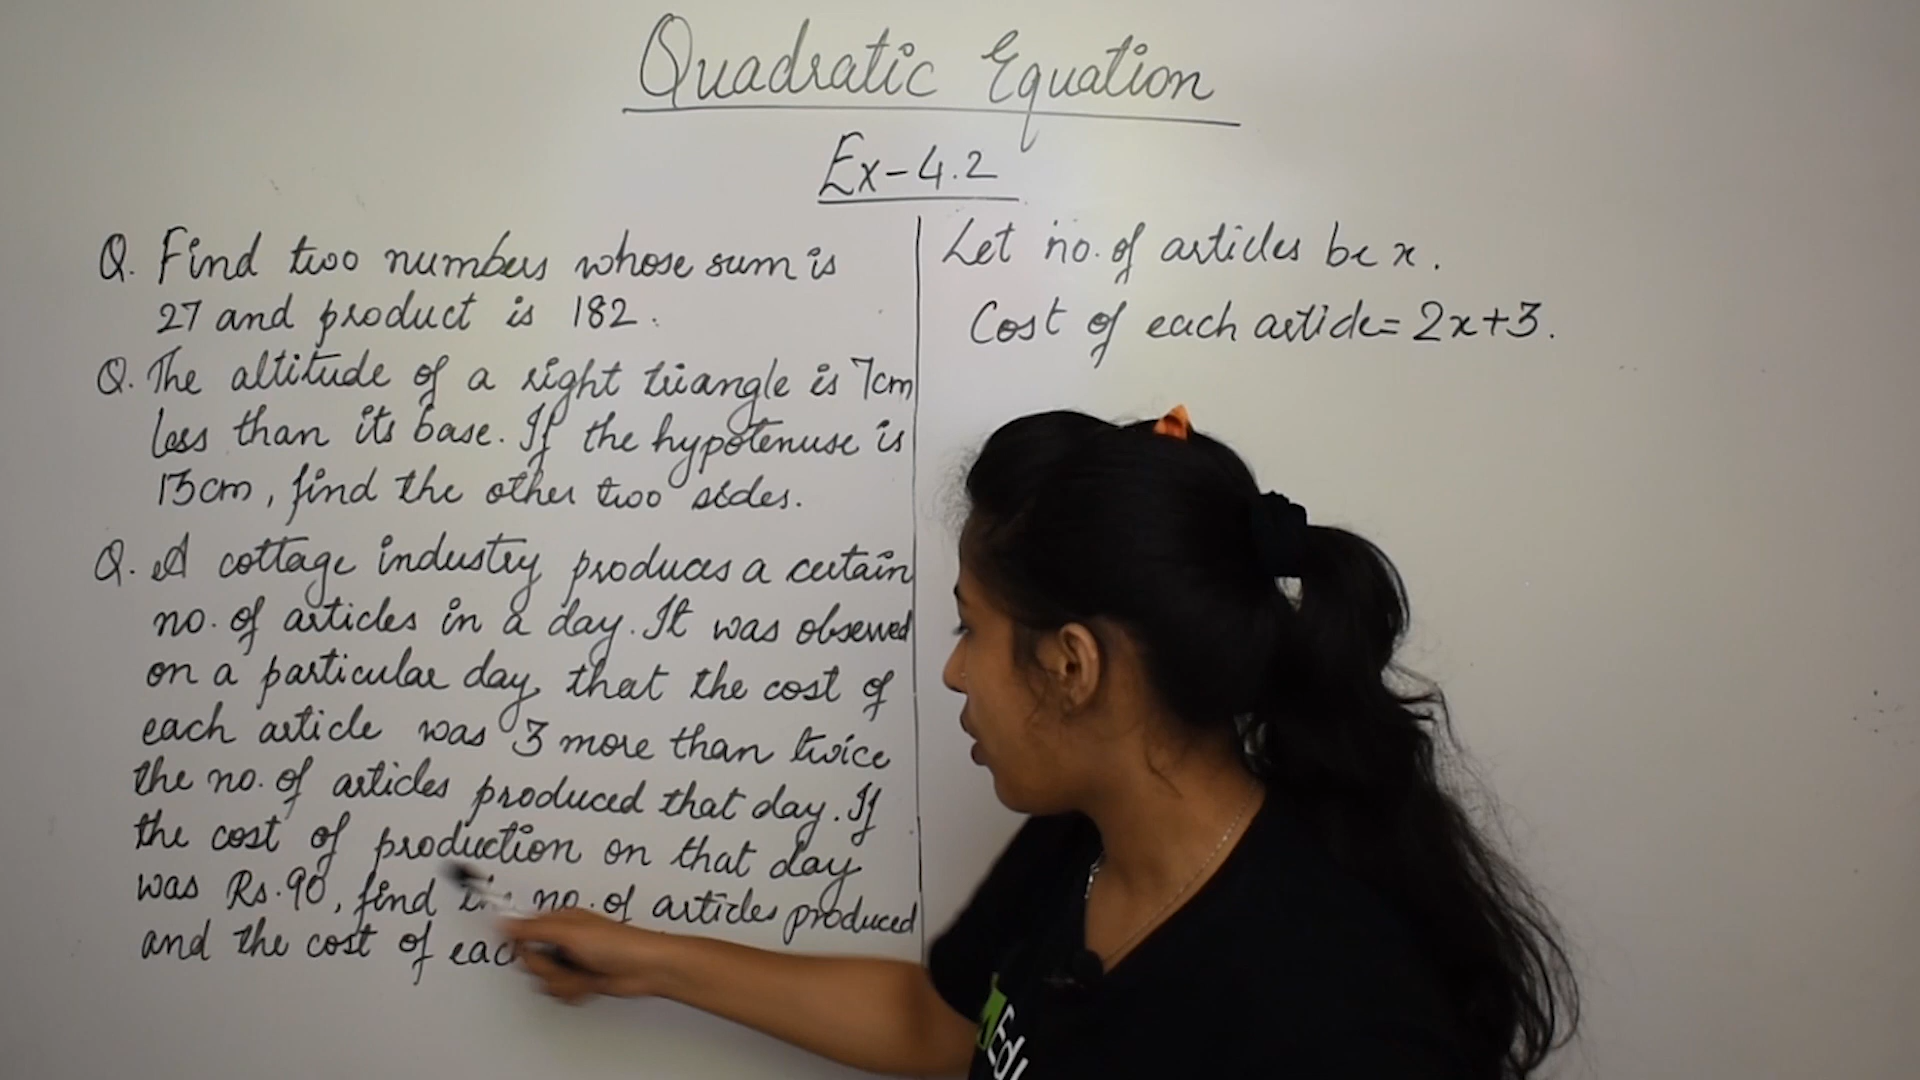 Quadratic Equation
Ex-4.2
Q. Find two numbers whose sum is
27 and product is 182.
Q. The altitude of a right triangle is 7cm
less than its base. If the hypotenuse is
13cm, find the other two sides.
Q. A cottage industry produces a certain
no. of articles in a day. It was observed
on a particular day that the cost of
each article was 3 more than twice
the no. of articles produced that day. If
the cost of production on that day
was Rs.90, find the no. of articles produced
and the cost of each
Let no. of articles be x.
Cost of each article = 2x+3.
Edu